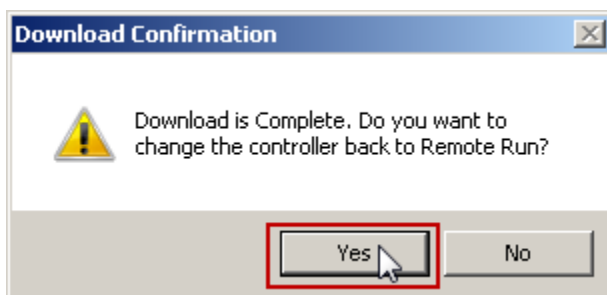 Download Confirmation
Download is Complete. Do you want to
change the controller back to Remote Run?
Yes
No